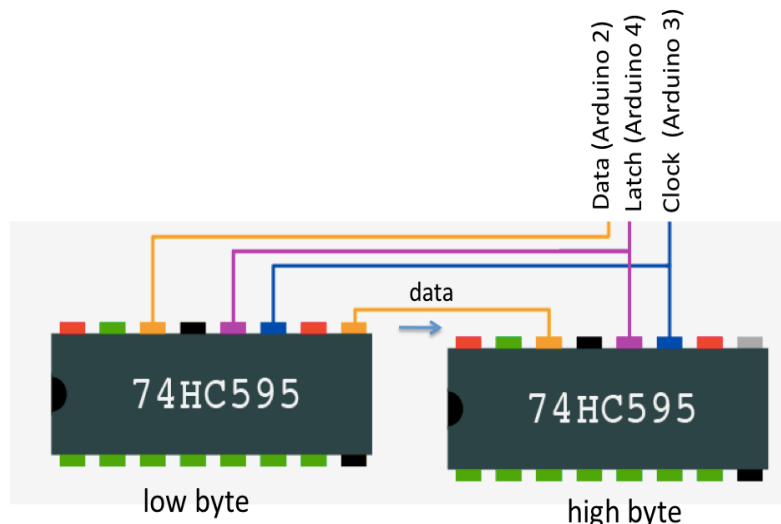 Data (Arduino 2)
Latch (Arduino 4)
Clock (Arduino 3)
data
74HC595
74HC595
low byte
high byte